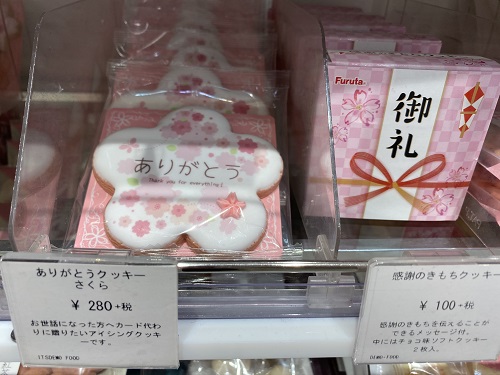 ありがとう
Thank you for everything!
Furuta
御礼
ありがとうクッキー
さくら
¥ 280+税
お世話になった方へカード代わ
りに贈りたいアイシングクッキ
ーです。
ITSDEMO FOOD
感謝のきもちクッキー
¥ 100+税
感謝のきもちを伝えることが
できるメッセージ付。
中にはチョコ味ソフトクッキー
2枚入。
ITSDEMO FOOD